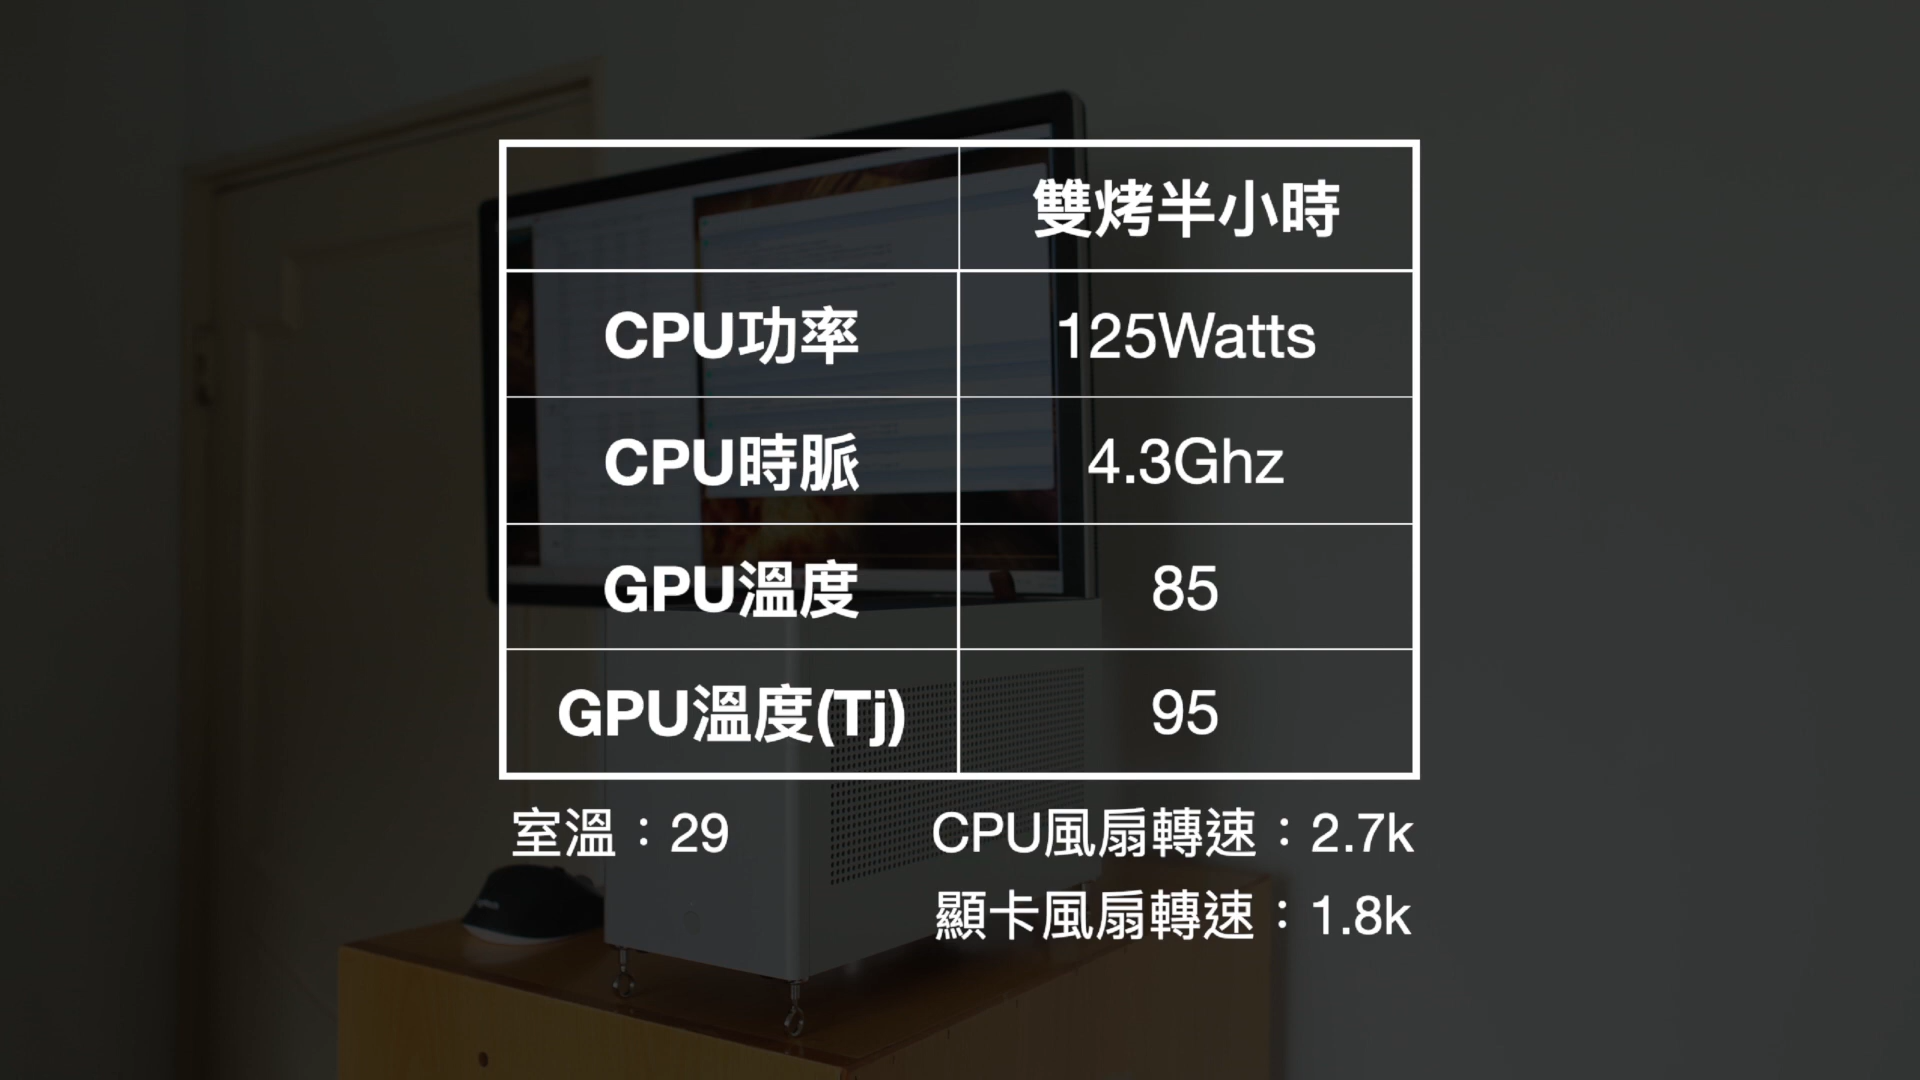 雙烤半小時
CPU功率 125Watts
CPU時脈 4.3Ghz
GPU溫度 85
GPU溫度(Tj) 95
室溫：29 CPU風扇轉速：2.7k
顯卡風扇轉速：1.8k